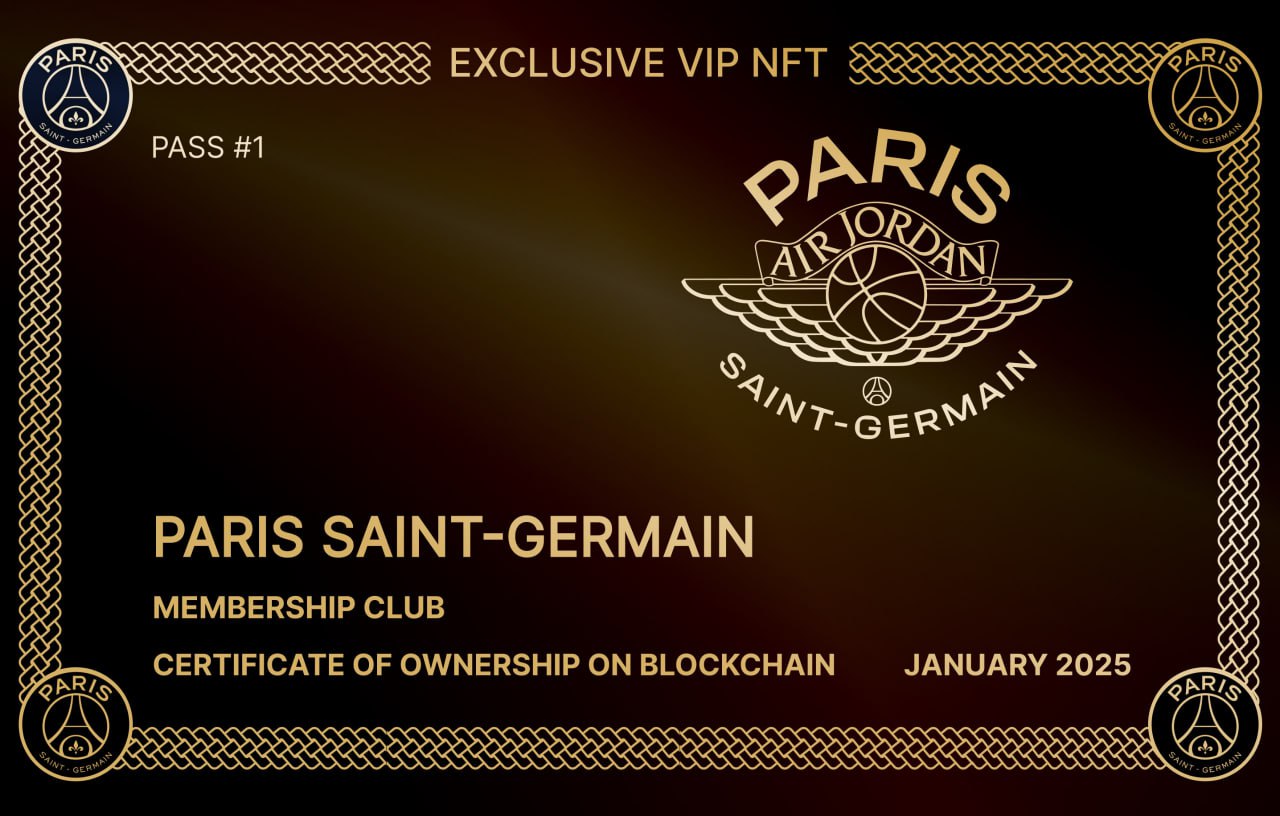 PARIS
SAINT-GERMAIN
EXCLUSIVE VIP NFT
PARIS
SAINT-GERMAIN
PASS #1
PARIS
AIR JORDAN
SAINT-GERMAIN
PARIS SAINT-GERMAIN
MEMBERSHIP CLUB
CERTIFICATE OF OWNERSHIP ON BLOCKCHAIN JANUARY 2025
PARIS
SAINT-GERMAIN
PARIS
SAINT-GERMAIN